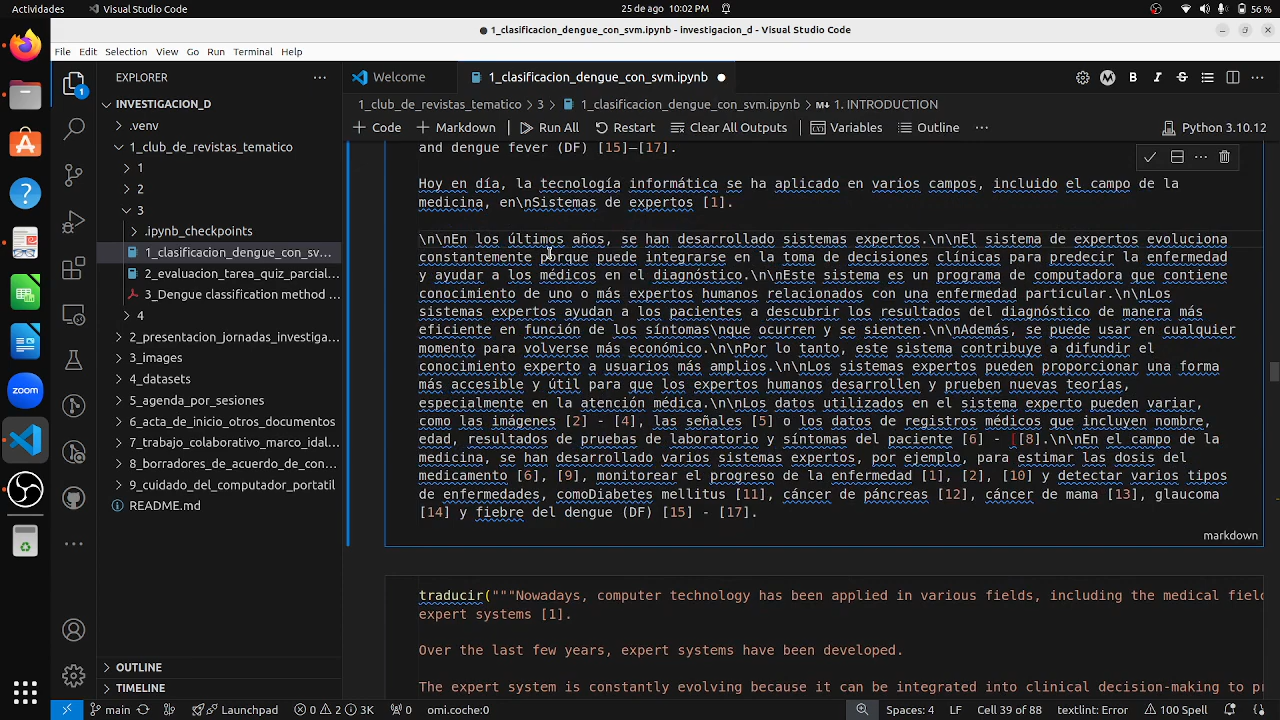 Actividades
Visual Studio Code
25 de ago 10:02 PM
56 %
1_clasificacion_dengue_con_svm.ipynb - investigacion_d - Visual Studio Code
File Edit Selection View Go Run Terminal Help
EXPLORER
Welcome
1_clasificacion_dengue_con_svm.ipynb
INVESTIGACION_D
1_club_de_revistas_tematico > 3 > 1_clasificacion_dengue_con_svm.ipynb > 1. INTRODUCTION
+ Code + Markdown Run All Restart Clear All Outputs Variables Outline ... Python 3.10.12
.venv
1_club_de_revistas_tematico
1
2
3
.ipynb_checkpoints
1_clasificacion_dengue_con_sv...
2_evaluacion_tarea_quiz_parcial...
3_Dengue classification method ...
4
2_presentacion_jornadas_investiga...
3_images
4_datasets
5_agenda_por_sesiones
6_acta_de_inicio_otros_documentos
7_trabajo_colaborativo_marco_idal...
8_borradores_de_acuerdo_de_con...
9_cuidado_del_computador_portatil
README.md
OUTLINE
TIMELINE
and dengue fever (DF) [15]–[17].
Hoy en día, la tecnología informática se ha aplicado en varios campos, incluido el campo de la
medicina, en\nSistemas de expertos [1].
\n\nEn los últimos años, se han desarrollado sistemas expertos.\n\nEl sistema de expertos evoluciona
constantemente porque puede integrarse en la toma de decisiones clínicas para predecir la enfermedad
y ayudar a los médicos en el diagnóstico.\n\nEste sistema es un programa de computadora que contiene
conocimiento de uno o más expertos humanos relacionados con una enfermedad particular.\n\nLos
sistemas expertos ayudan a los pacientes a descubrir los resultados del diagnóstico de manera más
eficiente en función de los síntomas\nque ocurren y se sienten.\n\nAdemás, se puede usar en cualquier
momento para volverse más económico.\n\nPor lo tanto, este sistema contribuye a difundir el
conocimiento experto a usuarios más amplios.\n\nLos sistemas expertos pueden proporcionar una forma
más accesible y útil para que los expertos humanos desarrollen y prueben nuevas teorías,
especialmente en la atención médica.\n\nLos datos utilizados en el sistema experto pueden variar,
como las imágenes [2] - [4], las señales [5] o los datos de registros médicos que incluyen nombre,
edad, resultados de pruebas de laboratorio y síntomas del paciente [6] - [[8].\n\nEn el campo de la
medicina, se han desarrollado varios sistemas expertos, por ejemplo, para estimar las dosis del
medicamento [6], [9], monitorear el progreso de la enfermedad [1], [2], [10] y detectar varios tipos
de enfermedades, comoDiabetes mellitus [11], cáncer de páncreas [12], cáncer de mama [13], glaucoma
[14] y fiebre del dengue (DF) [15] - [17].
markdown
traducir("""Nowadays, computer technology has been applied in various fields, including the medical field
expert systems [1].
Over the last few years, expert systems have been developed.
The expert system is constantly evolving because it can be integrated into clinical decision-making to pr
zoom
1
main Launchpad 0 2 3K 0 omi.coche:0 Spaces: 4 LF Cell 39 of 88 textlint: Error 100 Spell